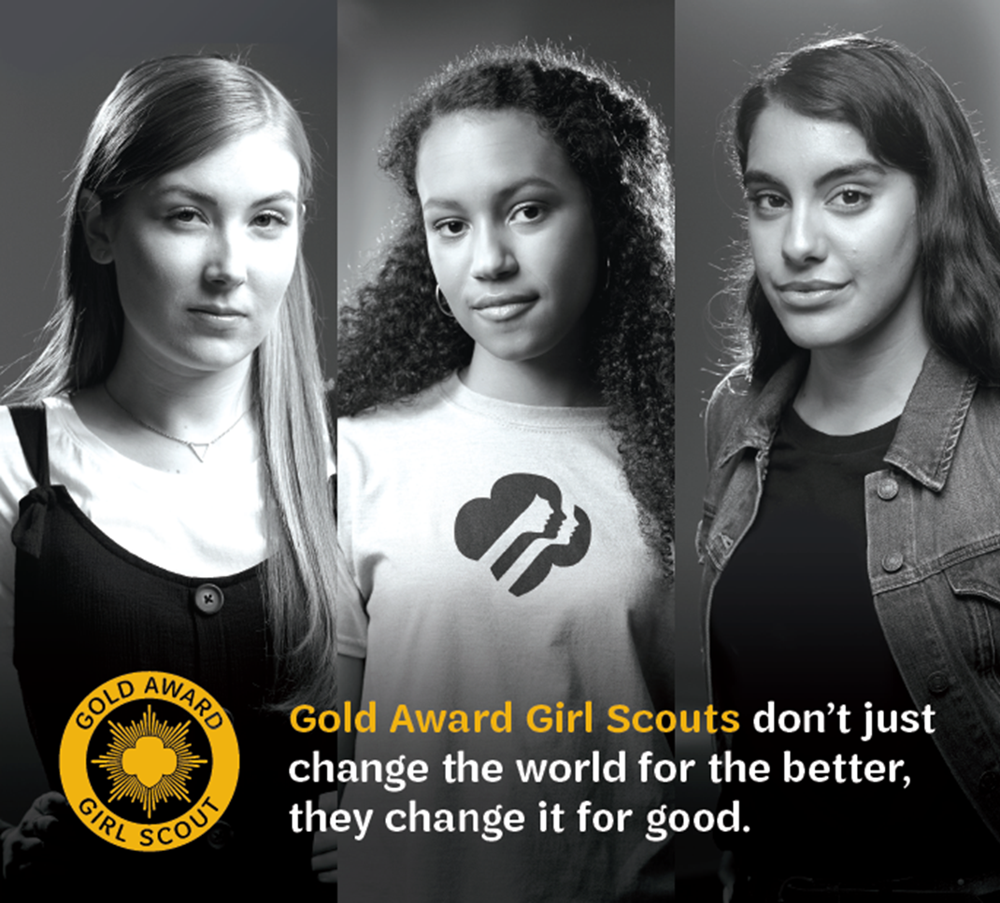 GOLD AWARD
GIRL SCOUT
Gold Award Girl Scouts don’t just
change the world for the better,
they change it for good.